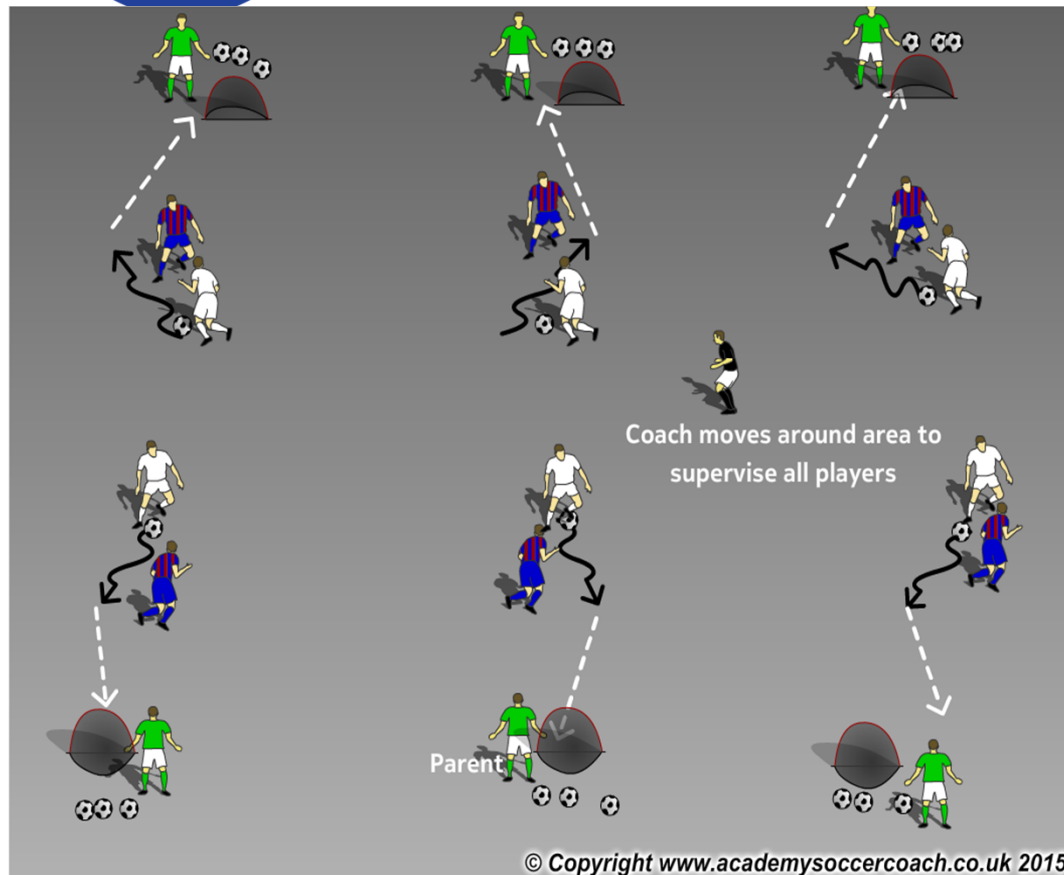 Coach moves around area to
supervise all players
Parent
© Copyright www.academysoccercoach.co.uk 2015